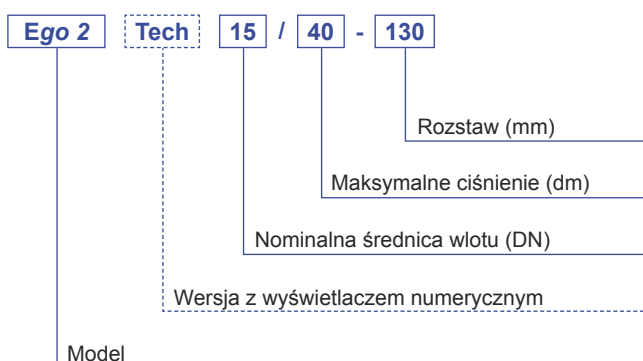 Ego 2 Tech 15 / 40 - 130
Rozstaw (mm)
Maksymalne ciśnienie (dm)
Nominalna średnica wlotu (DN)
Wersja z wyświetlaczem numerycznym
Model